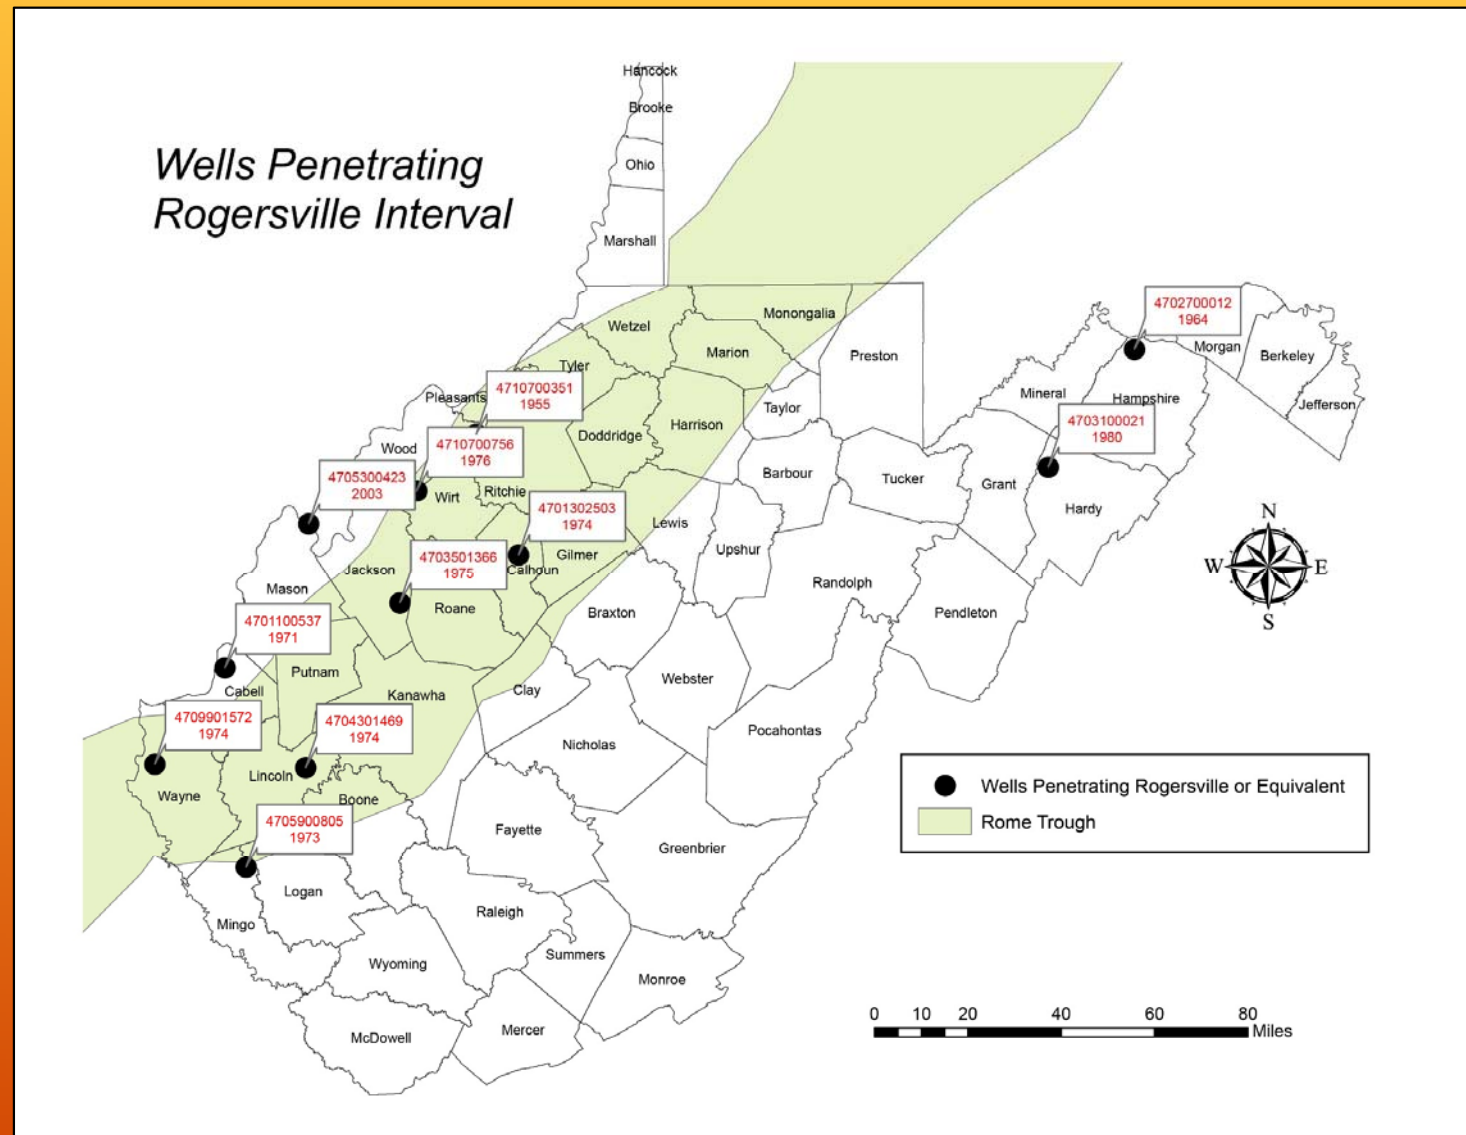 Wells Penetrating
Rogersville Interval
Hancock
Brooke
Ohio
Marshall
Wetzel
Monongalia
Marion
Preston
Tyler
Pleasants
4710700351
1955
Doddridge
Harrison
Taylor
Wood
4710700756
1976
4705300423
2003
Wirt
Ritchie
4701302503
1974
Lewis
Barbour
Tucker
Grant
Mineral
Hampshire
4702700012
1964
Morgan
Berkeley
Jefferson
4703100021
1980
Hardy
Upshur
Gilmer
Calhoun
4703501366
1975
Jackson
Roane
Mason
Randolph
Pendleton
Braxton
4701100537
1971
Putnam
Cabell
Kanawha
Clay
Webster
Pocahontas
Nicholas
4709901572
1974
4704301469
1974
Lincoln
Wayne
Boone
4705900805
1973
Fayette
Greenbrier
Logan
Mingo
Raleigh
Wyoming
Summers
Monroe
McDowell
Mercer
N
W E
S
Wells Penetrating Rogersville or Equivalent
Rome Trough
0 10 20 40 60 80
Miles